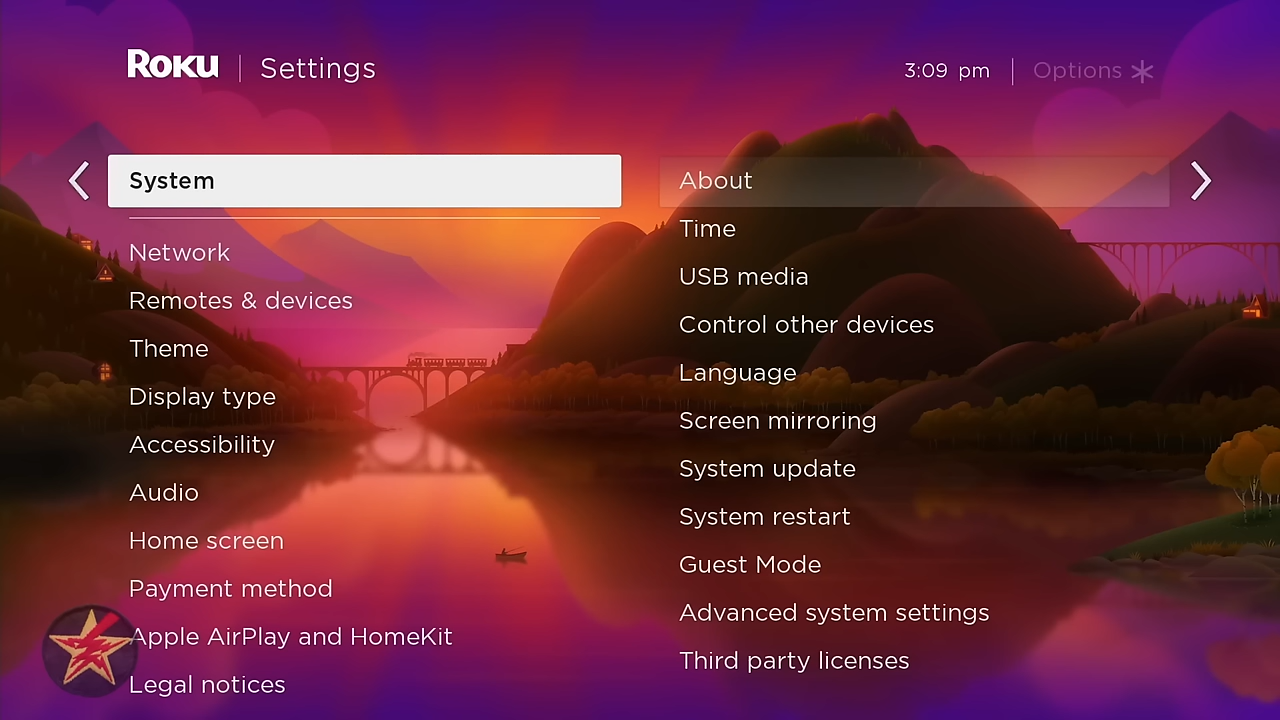 Roku | Settings
3:09 pm | Options
System
Network
Remotes & devices
Theme
Display type
Accessibility
Audio
Home screen
Payment method
Apple AirPlay and HomeKit
Legal notices
About
Time
USB media
Control other devices
Language
Screen mirroring
System update
System restart
Guest Mode
Advanced system settings
Third party licenses